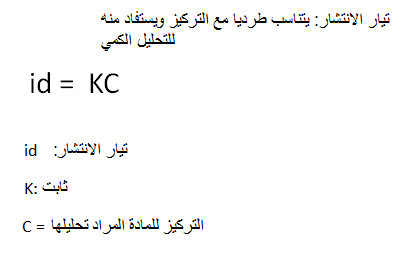 تيار الانتشار: يتناسب طرديا مع التركيز ويستفاد منه
للتحليل الكمي
id = KC
id تيار الانتشار:
K: ثابت
C = التركيز للمادة المراد تحليلها